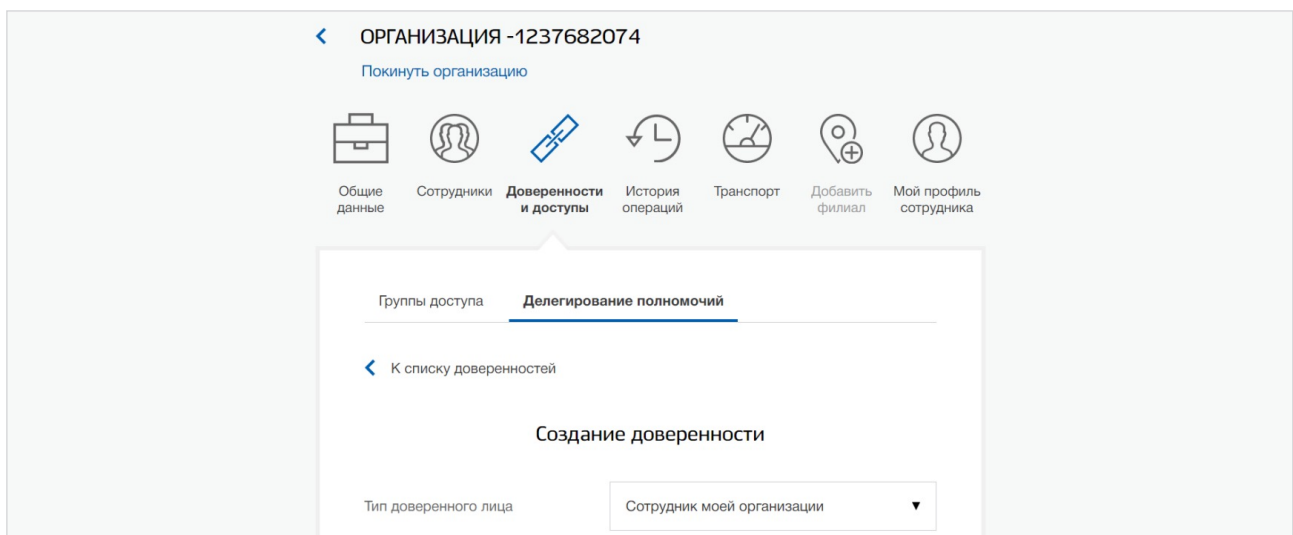 ОРГАНИЗАЦИЯ -1237682074
Покинуть организацию
Общие данные
Сотрудники
Доверенности и доступы
История операций
Транспорт
Добавить филиал
Мой профиль сотрудника
Группы доступа
Делегирование полномочий
К списку доверенностей
Создание доверенности
Тип доверенного лица
Сотрудник моей организации